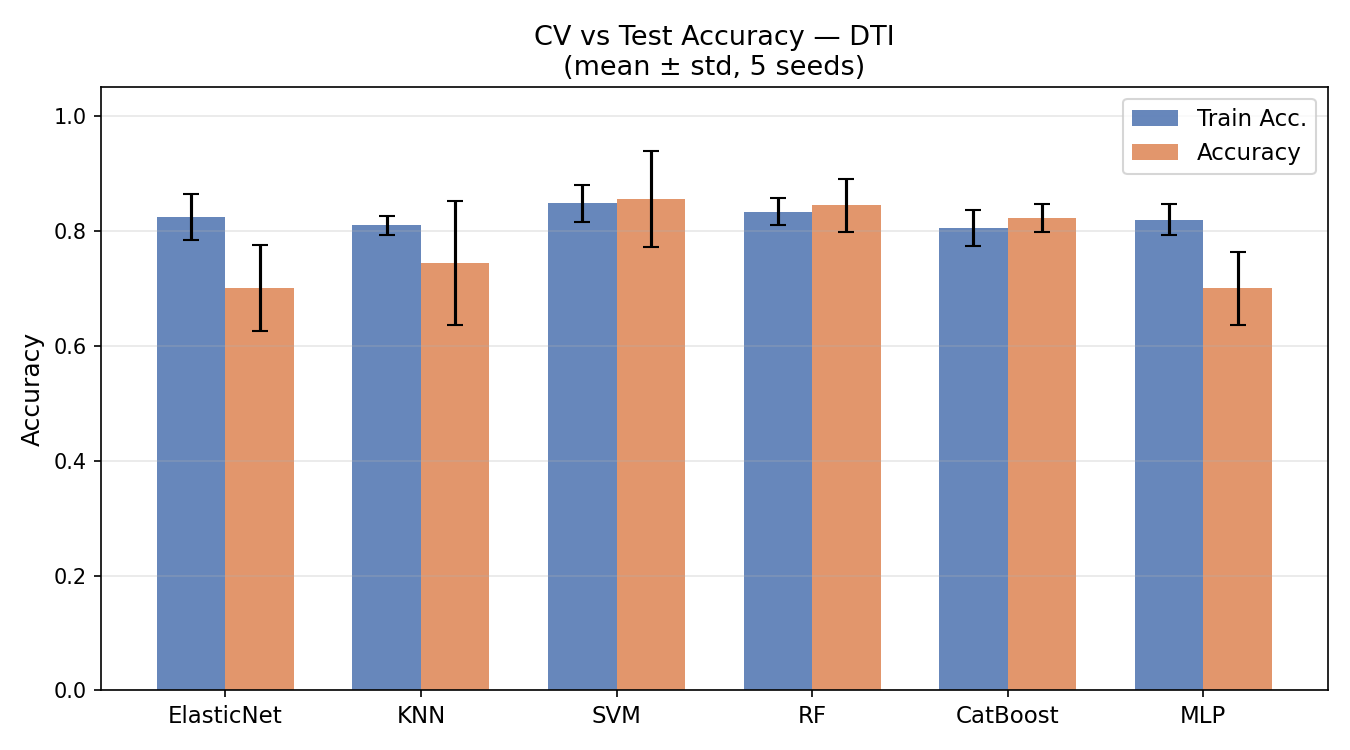 CV vs Test Accuracy — DTI
(mean ± std, 5 seeds)
Train Acc.
Accuracy
Accuracy
1.0
0.8
0.6
0.4
0.2
0.0
ElasticNet KNN SVM RF CatBoost MLP